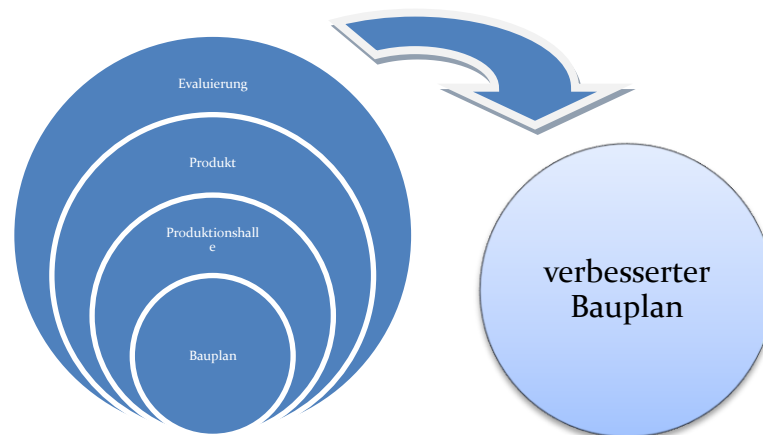 Evaluierung
Produkt
Produktionshall
e
Bauplan
verbesserter
Bauplan